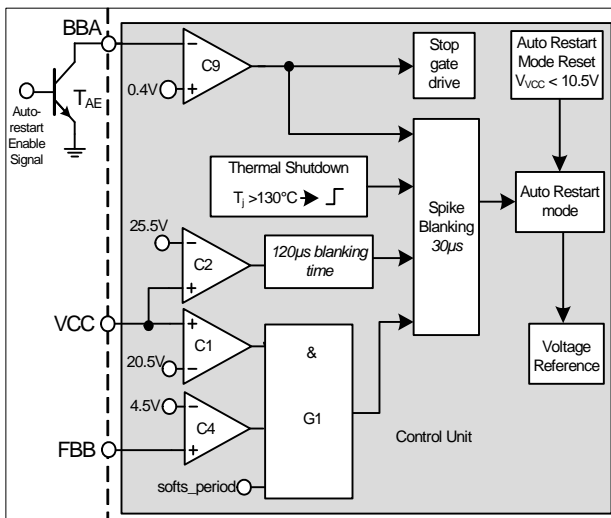 BBA
C9
0.4V
T_AE
Auto-
restart
Enable
Signal
Stop
gate
drive
Auto Restart
Mode Reset
V_VCC < 10.5V
Thermal Shutdown
T_j >130°C
Spike
Blanking
30µs
Auto Restart
mode
25.5V
C2
120µs blanking
time
VCC
C1
20.5V
&
G1
4.5V
C4
FBB
softs_period
Voltage
Reference
Control Unit
-
+
-
+
+
-
-
+